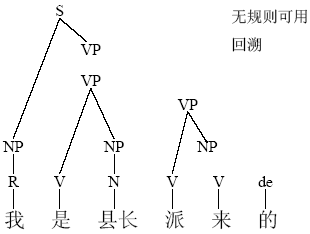 S 无规则可用
VP 回溯
VP
VP
NP NP NP
R V N V V de
我 是 县长 派 来 的